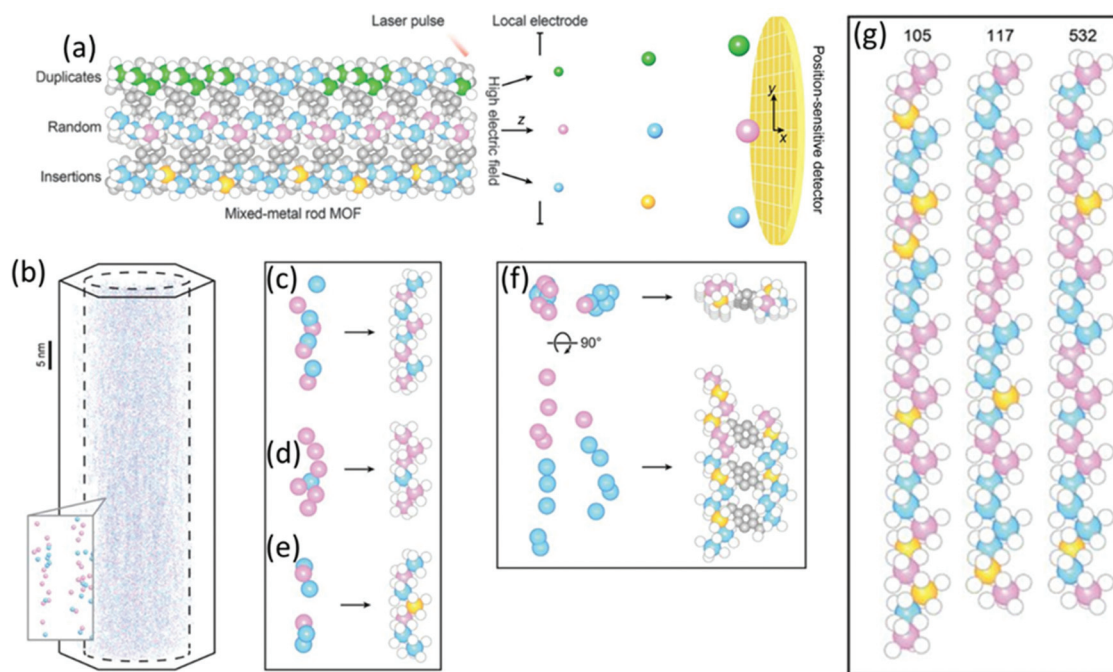 (a)
Laser pulse
Local electrode
Duplicates
Random
Insertions
High electric field
z
y
x
Position-sensitive detector
Mixed-metal rod MOF
(b)
5 nm
(c)
(d)
(e)
(f)
90°
(g)
105 117 532